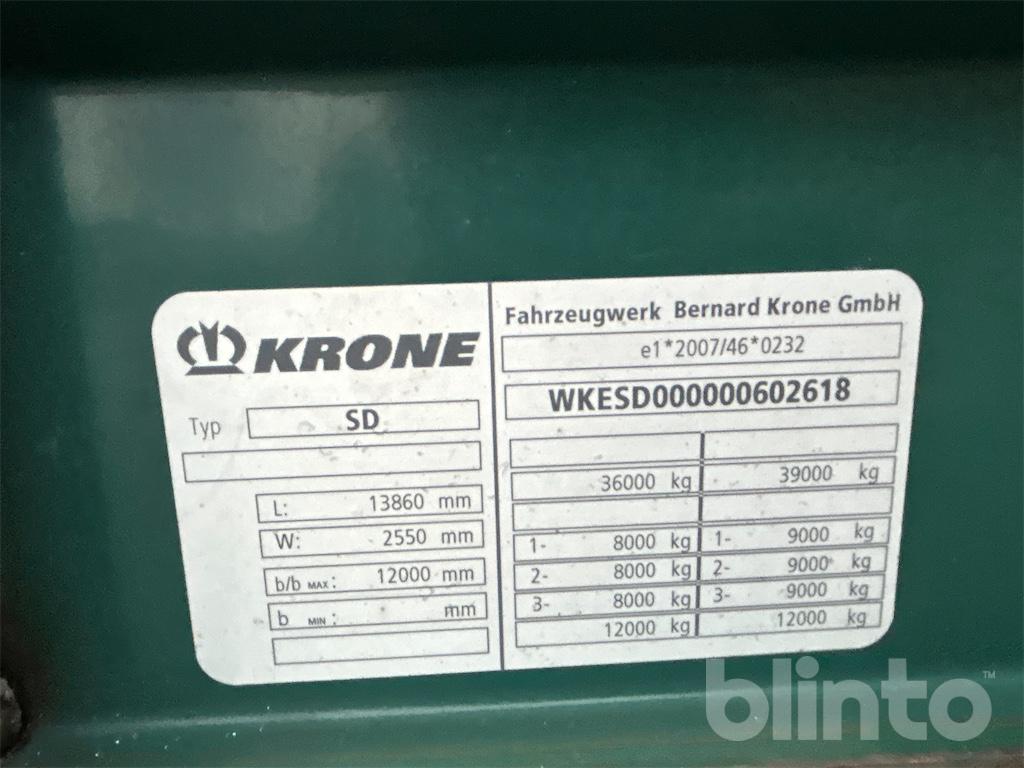 KRONE
Typ SD
L: 13860 mm
W: 2550 mm
b/b MAX : 12000 mm
b MIN : mm
Fahrzeugwerk Bernard Krone GmbH
e1*2007/46*0232
WKESD000000602618
36000 kg 39000 kg
1- 8000 kg 1- 9000 kg
2- 8000 kg 2- 9000 kg
3- 8000 kg 3- 9000 kg
12000 kg 12000 kg
blinto™